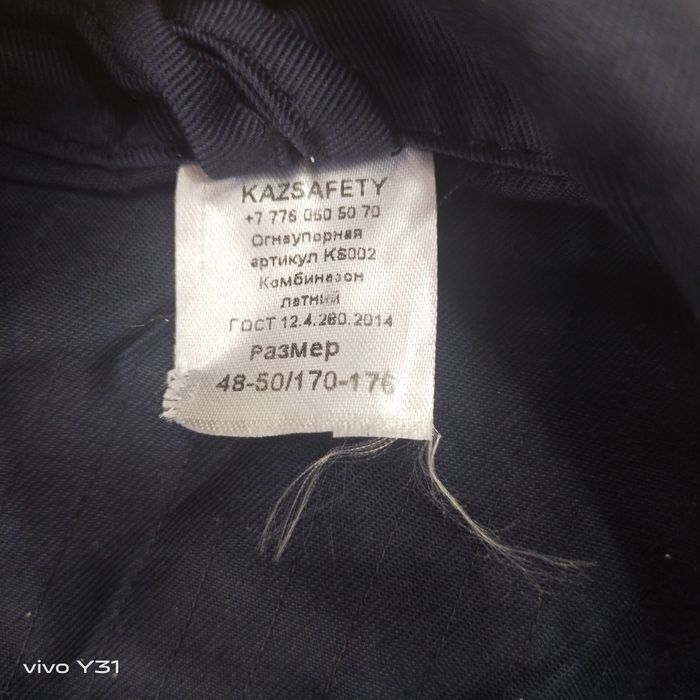 KAZSAFETY
+7 776 060 50 70
Огнеупорная
артикул KS002
Комбинезон
летний
ГОСТ 12.4.280.2014
Размер
48-50/170-176
vivo Y31